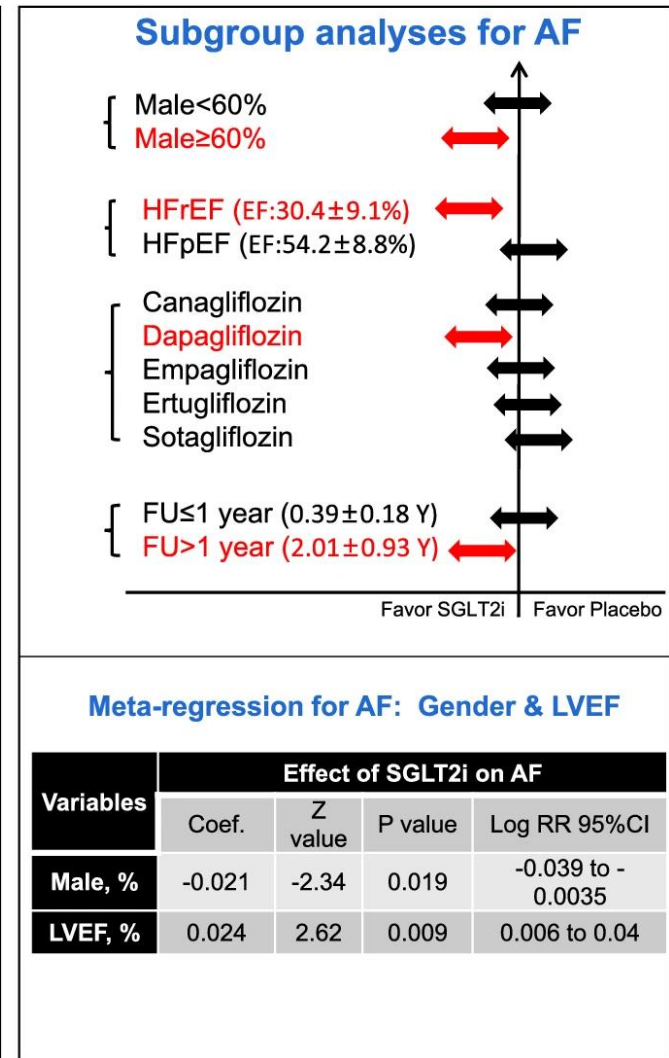 Subgroup analyses for AF
Male<60%
Male≥60%
HFrEF (EF:30.4±9.1%)
HFpEF (EF:54.2±8.8%)
Canagliflozin
Dapagliflozin
Empagliflozin
Ertugliflozin
Sotagliflozin
FU≤1 year (0.39±0.18 Y)
FU>1 year (2.01±0.93 Y)
Favor SGLT2i Favor Placebo
Meta-regression for AF: Gender & LVEF
Variables
Effect of SGLT2i on AF
Coef.
Z
value
P value
Log RR 95%CI
Male, %
-0.021
-2.34
0.019
-0.039 to -
0.0035
LVEF, %
0.024
2.62
0.009
0.006 to 0.04